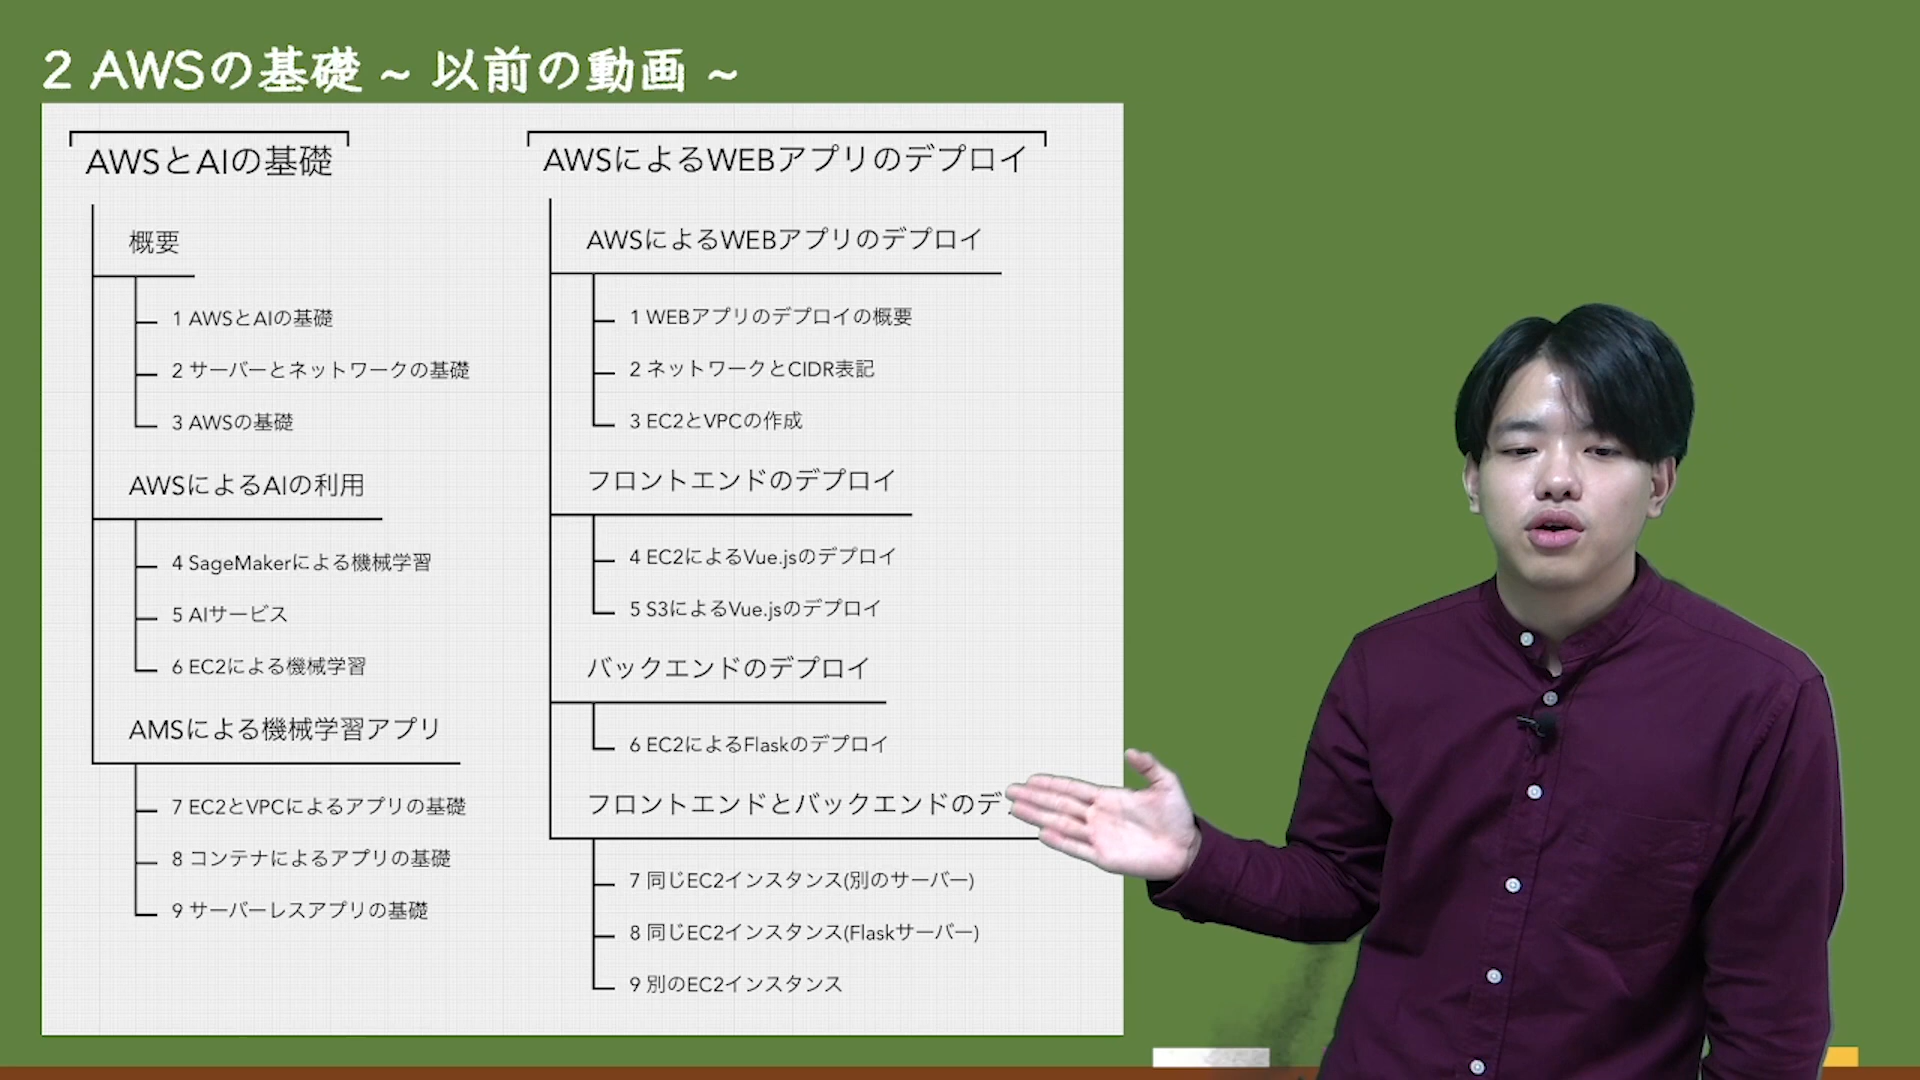 2 AWSの基礎 ~ 以前の動画 ~
AWSとAIの基礎
概要
1 AWSとAIの基礎
2 サーバーとネットワークの基礎
3 AWSの基礎
AWSによるAIの利用
4 SageMakerによる機械学習
5 AIサービス
6 EC2による機械学習
AMSによる機械学習アプリ
7 EC2とVPCによるアプリの基礎
8 コンテナによるアプリの基礎
9 サーバーレスアプリの基礎
AWSによるWEBアプリのデプロイ
AWSによるWEBアプリのデプロイ
1 WEBアプリのデプロイの概要
2 ネットワークとCIDR表記
3 EC2とVPCの作成
フロントエンドのデプロイ
4 EC2によるVue.jsのデプロイ
5 S3によるVue.jsのデプロイ
バックエンドのデプロイ
6 EC2によるFlaskのデプロイ
フロントエンドとバックエンドのデ
7 同じEC2インスタンス(別のサーバー)
8 同じEC2インスタンス(Flaskサーバー)
9 別のEC2インスタンス